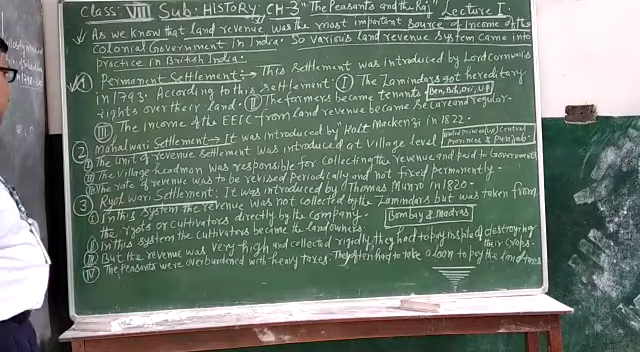 Class: VIII Sub: HISTORY: CH-3 "The Peasants and the Raj" Lecture I.
As we know that land revenue was the most important source of income of the
colonial Government in India. So various land revenue system came into
practice in British India.
① Permanent Settlement:→ This settlement was introduced by Lord cornwalis
in 1793. According to this settlement: Ⓘ The Zamindars got hereditary
rights over their land. Ⓘⓘ The farmers became tenants Ben, Bih, Ori, UP
Ⓘⓘⓘ The income of the EEIC from land revenue became secure and regular.
② Mahalwari Settlement → It was introduced by Halt Mackenzi in 1822.
Ⓘ The unit of revenue settlement was introduced at Village level Central Provinces & Punjab
Ⓘⓘ The village headman was responsible for collecting the revenue and paid to Government
Ⓘⓘⓘ The rate of revenue was to be revised periodically and not fixed permanently.
③ Ryotwari Settlement: It was introduced by Thomas Munro in 1820.
Ⓘ In this System the revenue was not collected by the Zamindars but was taken from
the ryots or cultivators directly by the company. Bombay & Madras
Ⓘⓘ In this system the cultivators became the landowners.
Ⓘⓘⓘ But the revenue was very high and collected rigidly, they had to pay inspite of destroying their crops.
Ⓘⓥ The Peasants were overburdened with heavy taxes. They often had to take a loan to pay the land taxes